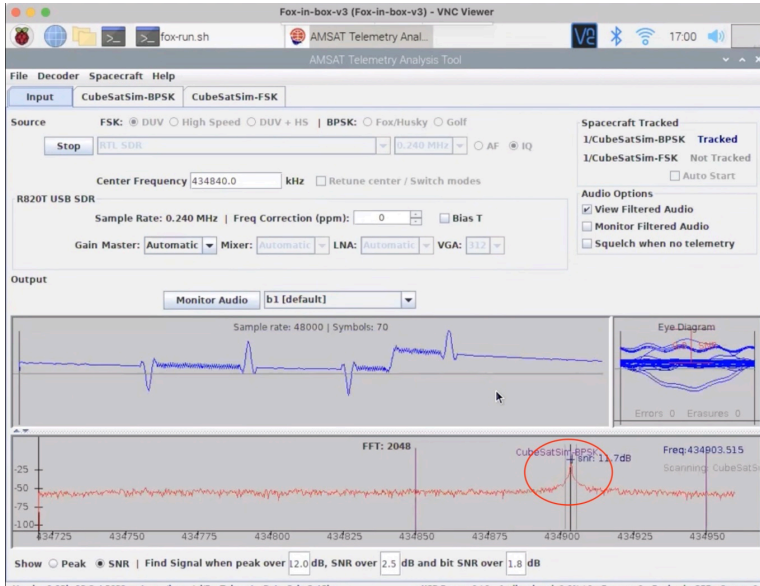 Fox-in-box-v3 (Fox-in-box-v3) - VNC Viewer
fox-run.sh
AMSAT Telemetry Anal...
17:00
AMSAT Telemetry Analysis Tool
File Decoder Spacecraft Help
Input CubeSatSim-BPSK CubeSatSim-FSK
Source FSK: DUV High Speed DUV + HS | BPSK: Fox/Husky Golf
Stop RTL SDR 0.240 MHz AF IQ
Center Frequency 434840.0 kHz Retune center / Switch modes
R820T USB SDR
Sample Rate: 0.240 MHz | Freq Correction (ppm): 0 Bias T
Gain Master: Automatic Mixer: Automatic LNA: Automatic VGA: 312
Spacecraft Tracked
1/CubeSatSim-BPSK Tracked
1/CubeSatSim-FSK Not Tracked
Auto Start
Audio Options
View Filtered Audio
Monitor Filtered Audio
Squelch when no telemetry
Output
Monitor Audio b1 [default]
Sample rate: 48000 | Symbols: 70
Eye Diagram
Errors 0 Erasures 0
FFT: 2048
CubeSatSim-BPSK
snr: 11.7dB
Freq:434903.515
Scanning: CubeSatS
-25
-50
-75
-100
434725 434750 434775 434800 434825 434850 434875 434900 434925 434950
Show Peak SNR | Find Signal when peak over 12.0 dB, SNR over 2.5 dB and bit SNR over 1.8 dB